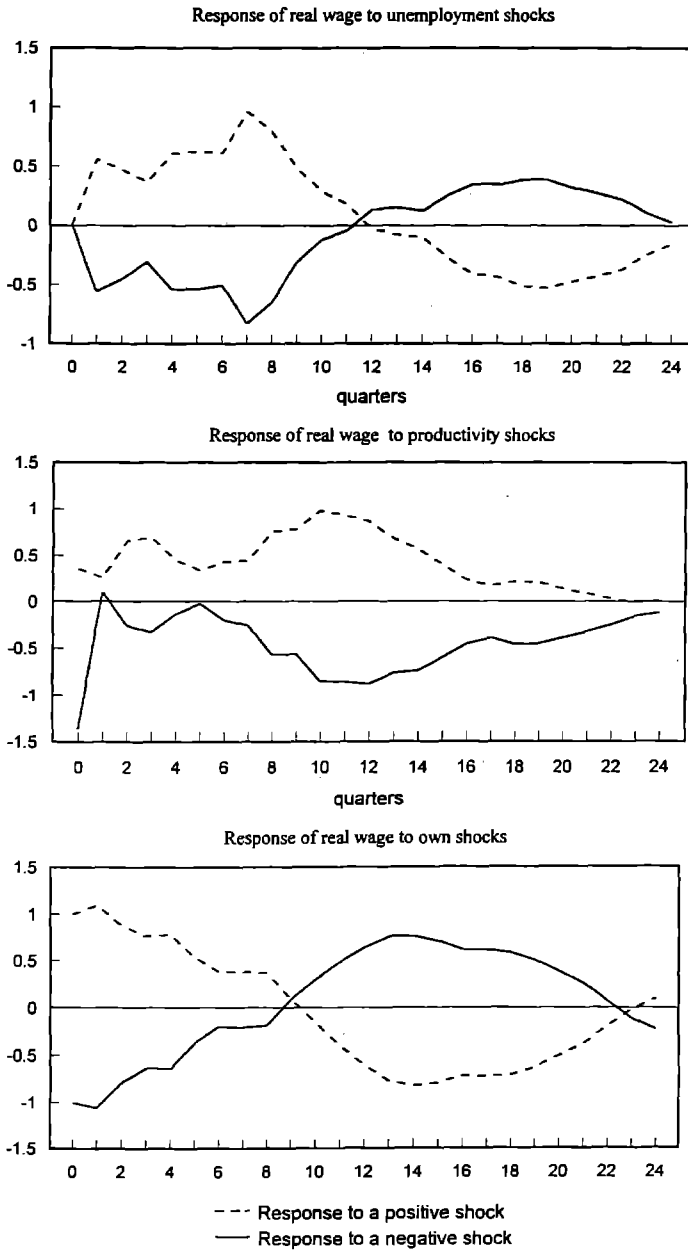 Response of real wage to unemployment shocks
1.5
1
0.5
0
-0.5
-1
0 2 4 6 8 10 12 14 16 18 20 22 24
quarters
Response of real wage to productivity shocks
1.5
1
0.5
0
-0.5
-1
-1.5
0 2 4 6 8 10 12 14 16 18 20 22 24
quarters
Response of real wage to own shocks
1.5
1
0.5
0
-0.5
-1
-1.5
0 2 4 6 8 10 12 14 16 18 20 22 24
Response to a positive shock
Response to a negative shock